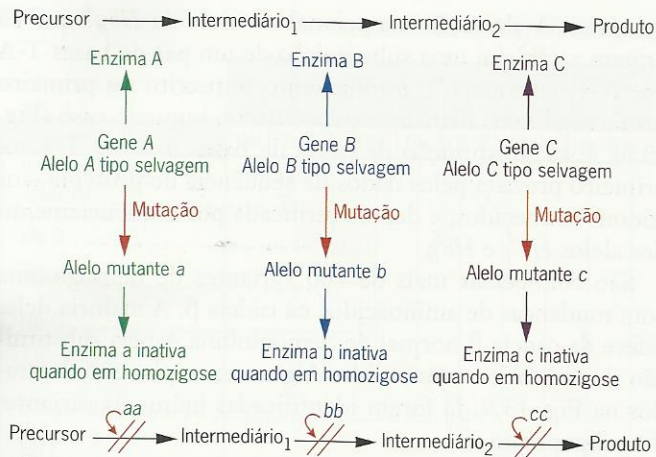 Precursor Intermediário1 Intermediário2 Produto
Enzima A Enzima B Enzima C
Gene A Gene B Gene C
Alelo A tipo selvagem Alelo B tipo selvagem Alelo C tipo selvagem
Mutação Mutação Mutação
Alelo mutante a Alelo mutante b Alelo mutante c
Enzima a inativa Enzima b inativa Enzima c inativa
quando em homozigose quando em homozigose quando em homozigose
aa bb cc
Precursor Intermediário1 Intermediário2 Produto